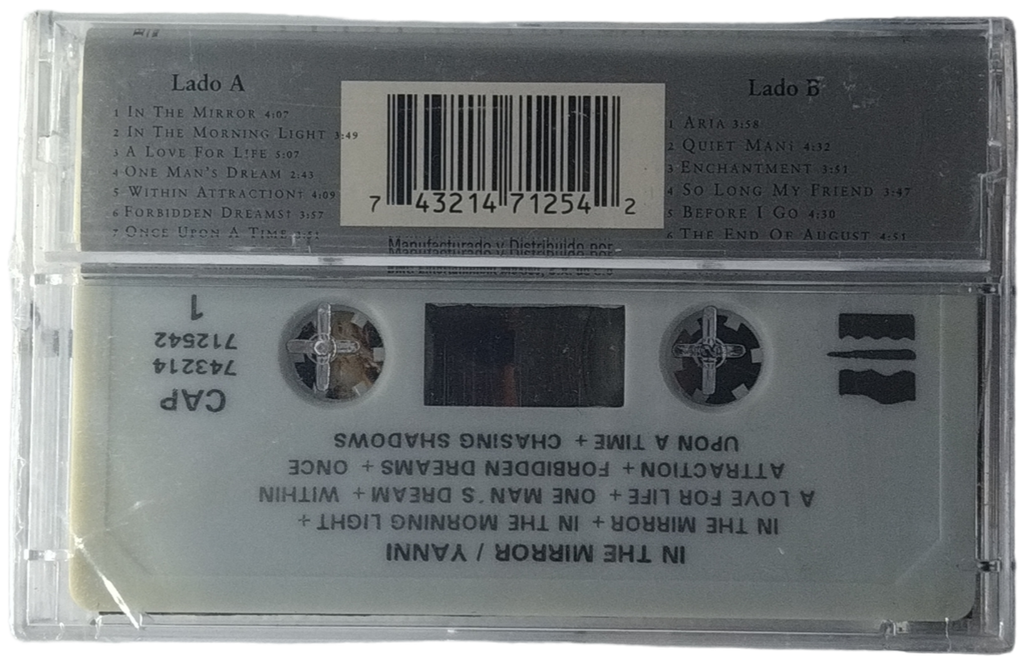 Lado A
1 IN THE MIRROR 4:07
2 IN THE MORNING LIGHT 3:49
3 A LOVE FOR LIFE 5:07
4 ONE MAN'S DREAM 2:43
5 WITHIN ATTRACTION† 4:09
6 FORBIDDEN DREAMS† 3:57
7 ONCE UPON A TIME
7 43214 71254 2
Manufacturado y Distribuido por
Lado B
1 ARIA 3:58
2 QUIET MAN† 4:32
3 ENCHANTMENT 3:51
4 SO LONG MY FRIEND 3:47
5 BEFORE I GO 4:30
6 THE END OF AUGUST 4:51
IN THE MIRROR / YANNI
IN THE MIRROR + IN THE MORNING LIGHT +
A LOVE FOR LIFE + ONE MAN'S DREAM + WITHIN
ATTRACTION + FORBIDDEN DREAMS + ONCE
UPON A TIME + CHASING SHADOWS
CAP
743214
712542
1